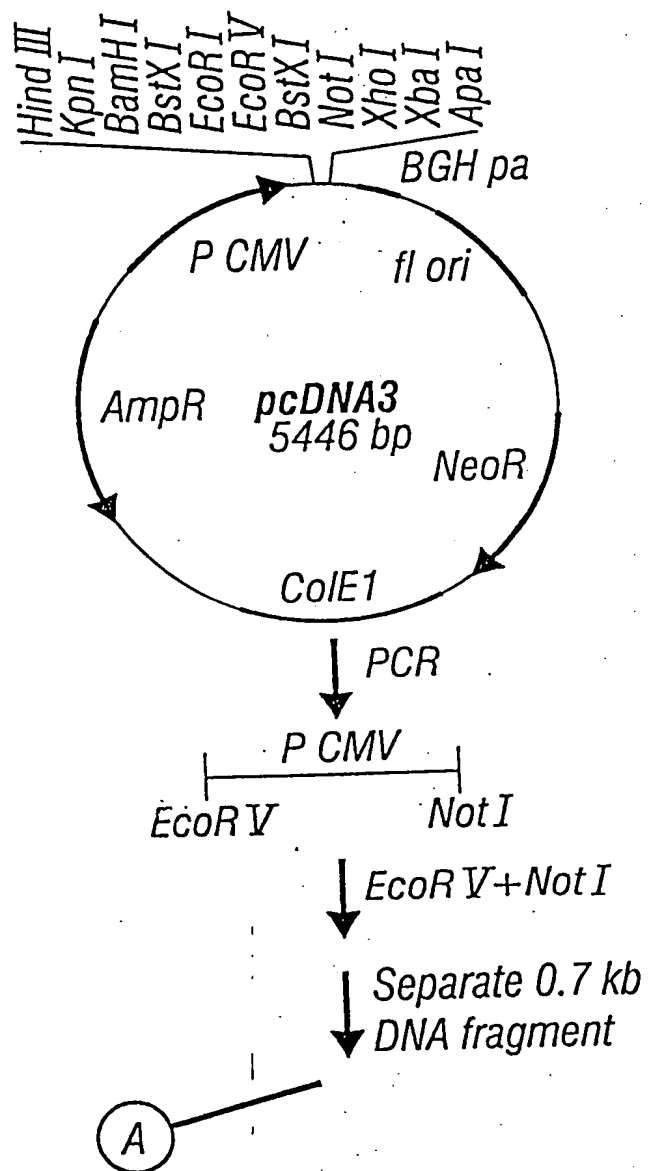 Hind III
Kpn I
BamH I
BstX I
EcoR I
EcoR V
BstX I
Not I
Xho I
Xba I
Apa I
BGH pa
P CMV
fl ori
AmpR
pcDNA3
5446 bp
NeoR
ColE1
PCR
P CMV
EcoR V
Not I
EcoR V+Not I
Separate 0.7 kb
DNA fragment
A